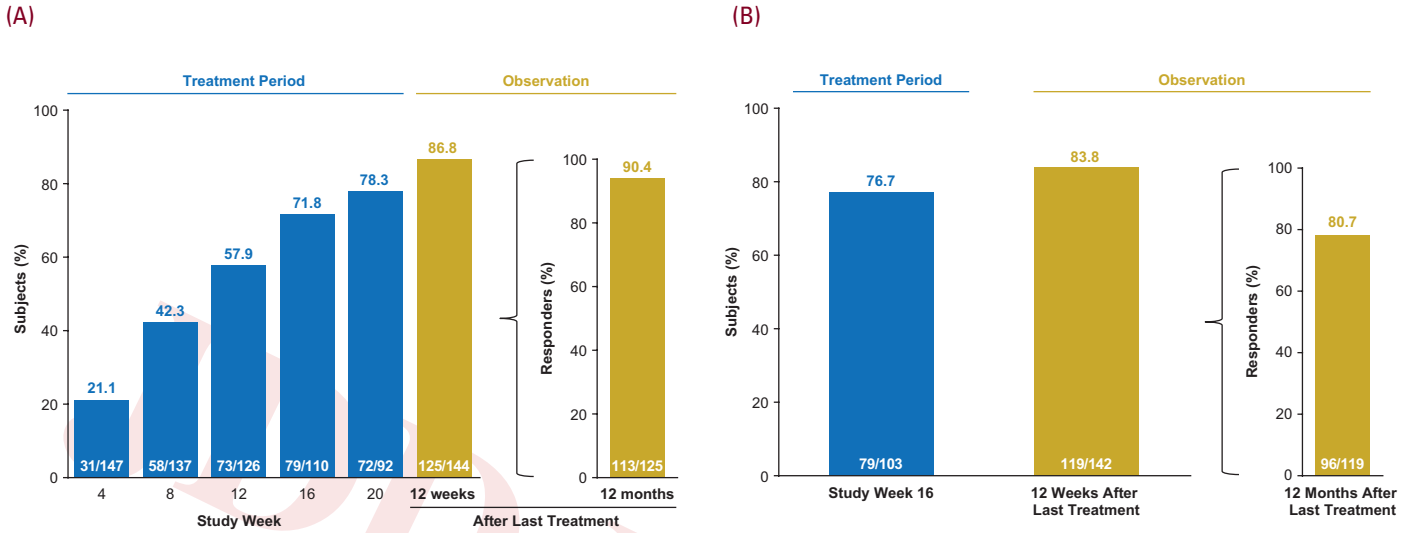 (A)
Treatment Period
Observation
100
80
60
40
20
0
Subjects (%)
21.1
42.3
57.9
71.8
78.3
86.8
31/147
58/137
73/126
79/110
72/92
125/144
4
8
12
16
20
12 weeks
Study Week
After Last Treatment
Responders (%)
100
80
60
40
20
0
90.4
113/125
12 months
(B)
Treatment Period
Observation
100
80
60
40
20
0
Subjects (%)
76.7
83.8
79/103
119/142
Study Week 16
12 Weeks After
Last Treatment
Responders (%)
100
80
60
40
20
0
80.7
96/119
12 Months After
Last Treatment